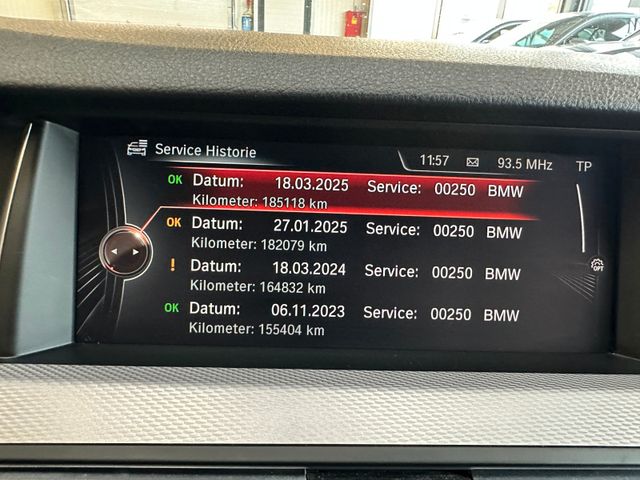 Service Historie
11:57 93.5 MHz TP
OK Datum: 18.03.2025 Service: 00250 BMW
Kilometer: 185118 km
OK Datum: 27.01.2025 Service: 00250 BMW
Kilometer: 182079 km
! Datum: 18.03.2024 Service: 00250 BMW
Kilometer: 164832 km
OK Datum: 06.11.2023 Service: 00250 BMW
Kilometer: 155404 km
OPT